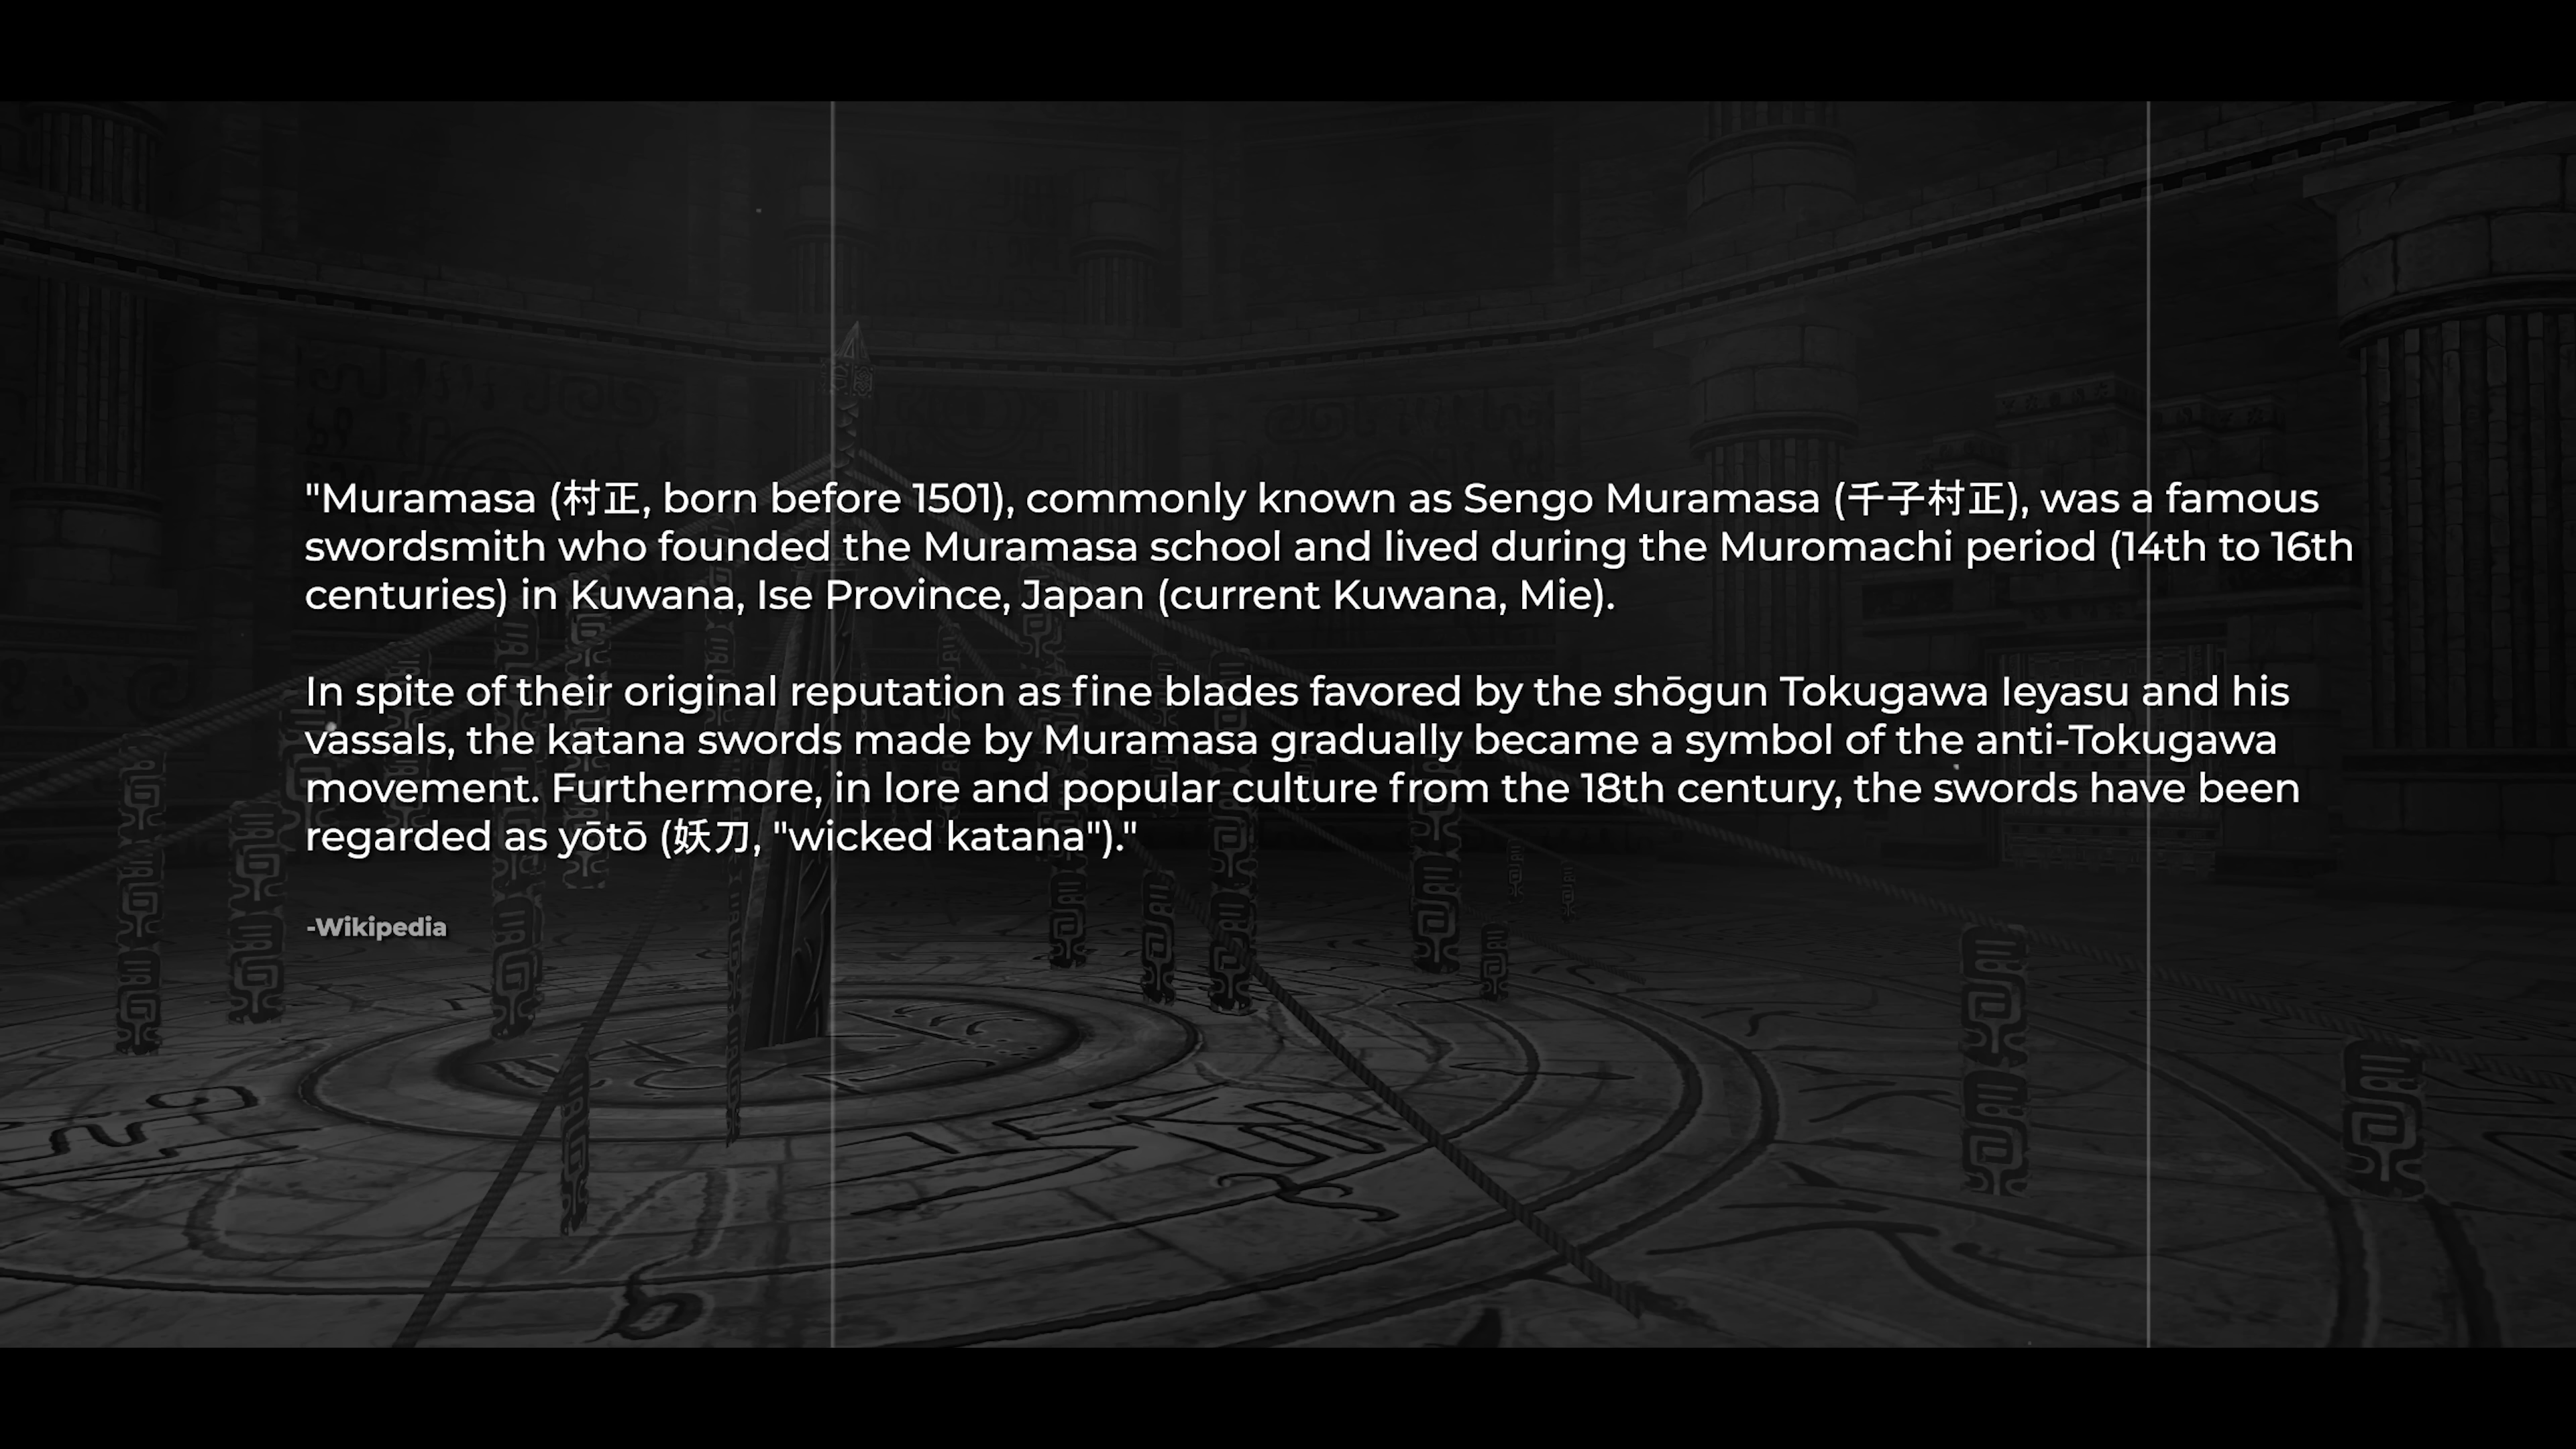 "Muramasa (村正, born before 1501), commonly known as Sengo Muramasa (千子村正), was a famous
swordsmith who founded the Muramasa school and lived during the Muromachi period (14th to 16th
centuries) in Kuwana, Ise Province, Japan (current Kuwana, Mie).
In spite of their original reputation as fine blades favored by the shōgun Tokugawa Ieyasu and his
vassals, the katana swords made by Muramasa gradually became a symbol of the anti-Tokugawa
movement. Furthermore, in lore and popular culture from the 18th century, the swords have been
regarded as yōtō (妖刀, "wicked katana")."
-Wikipedia